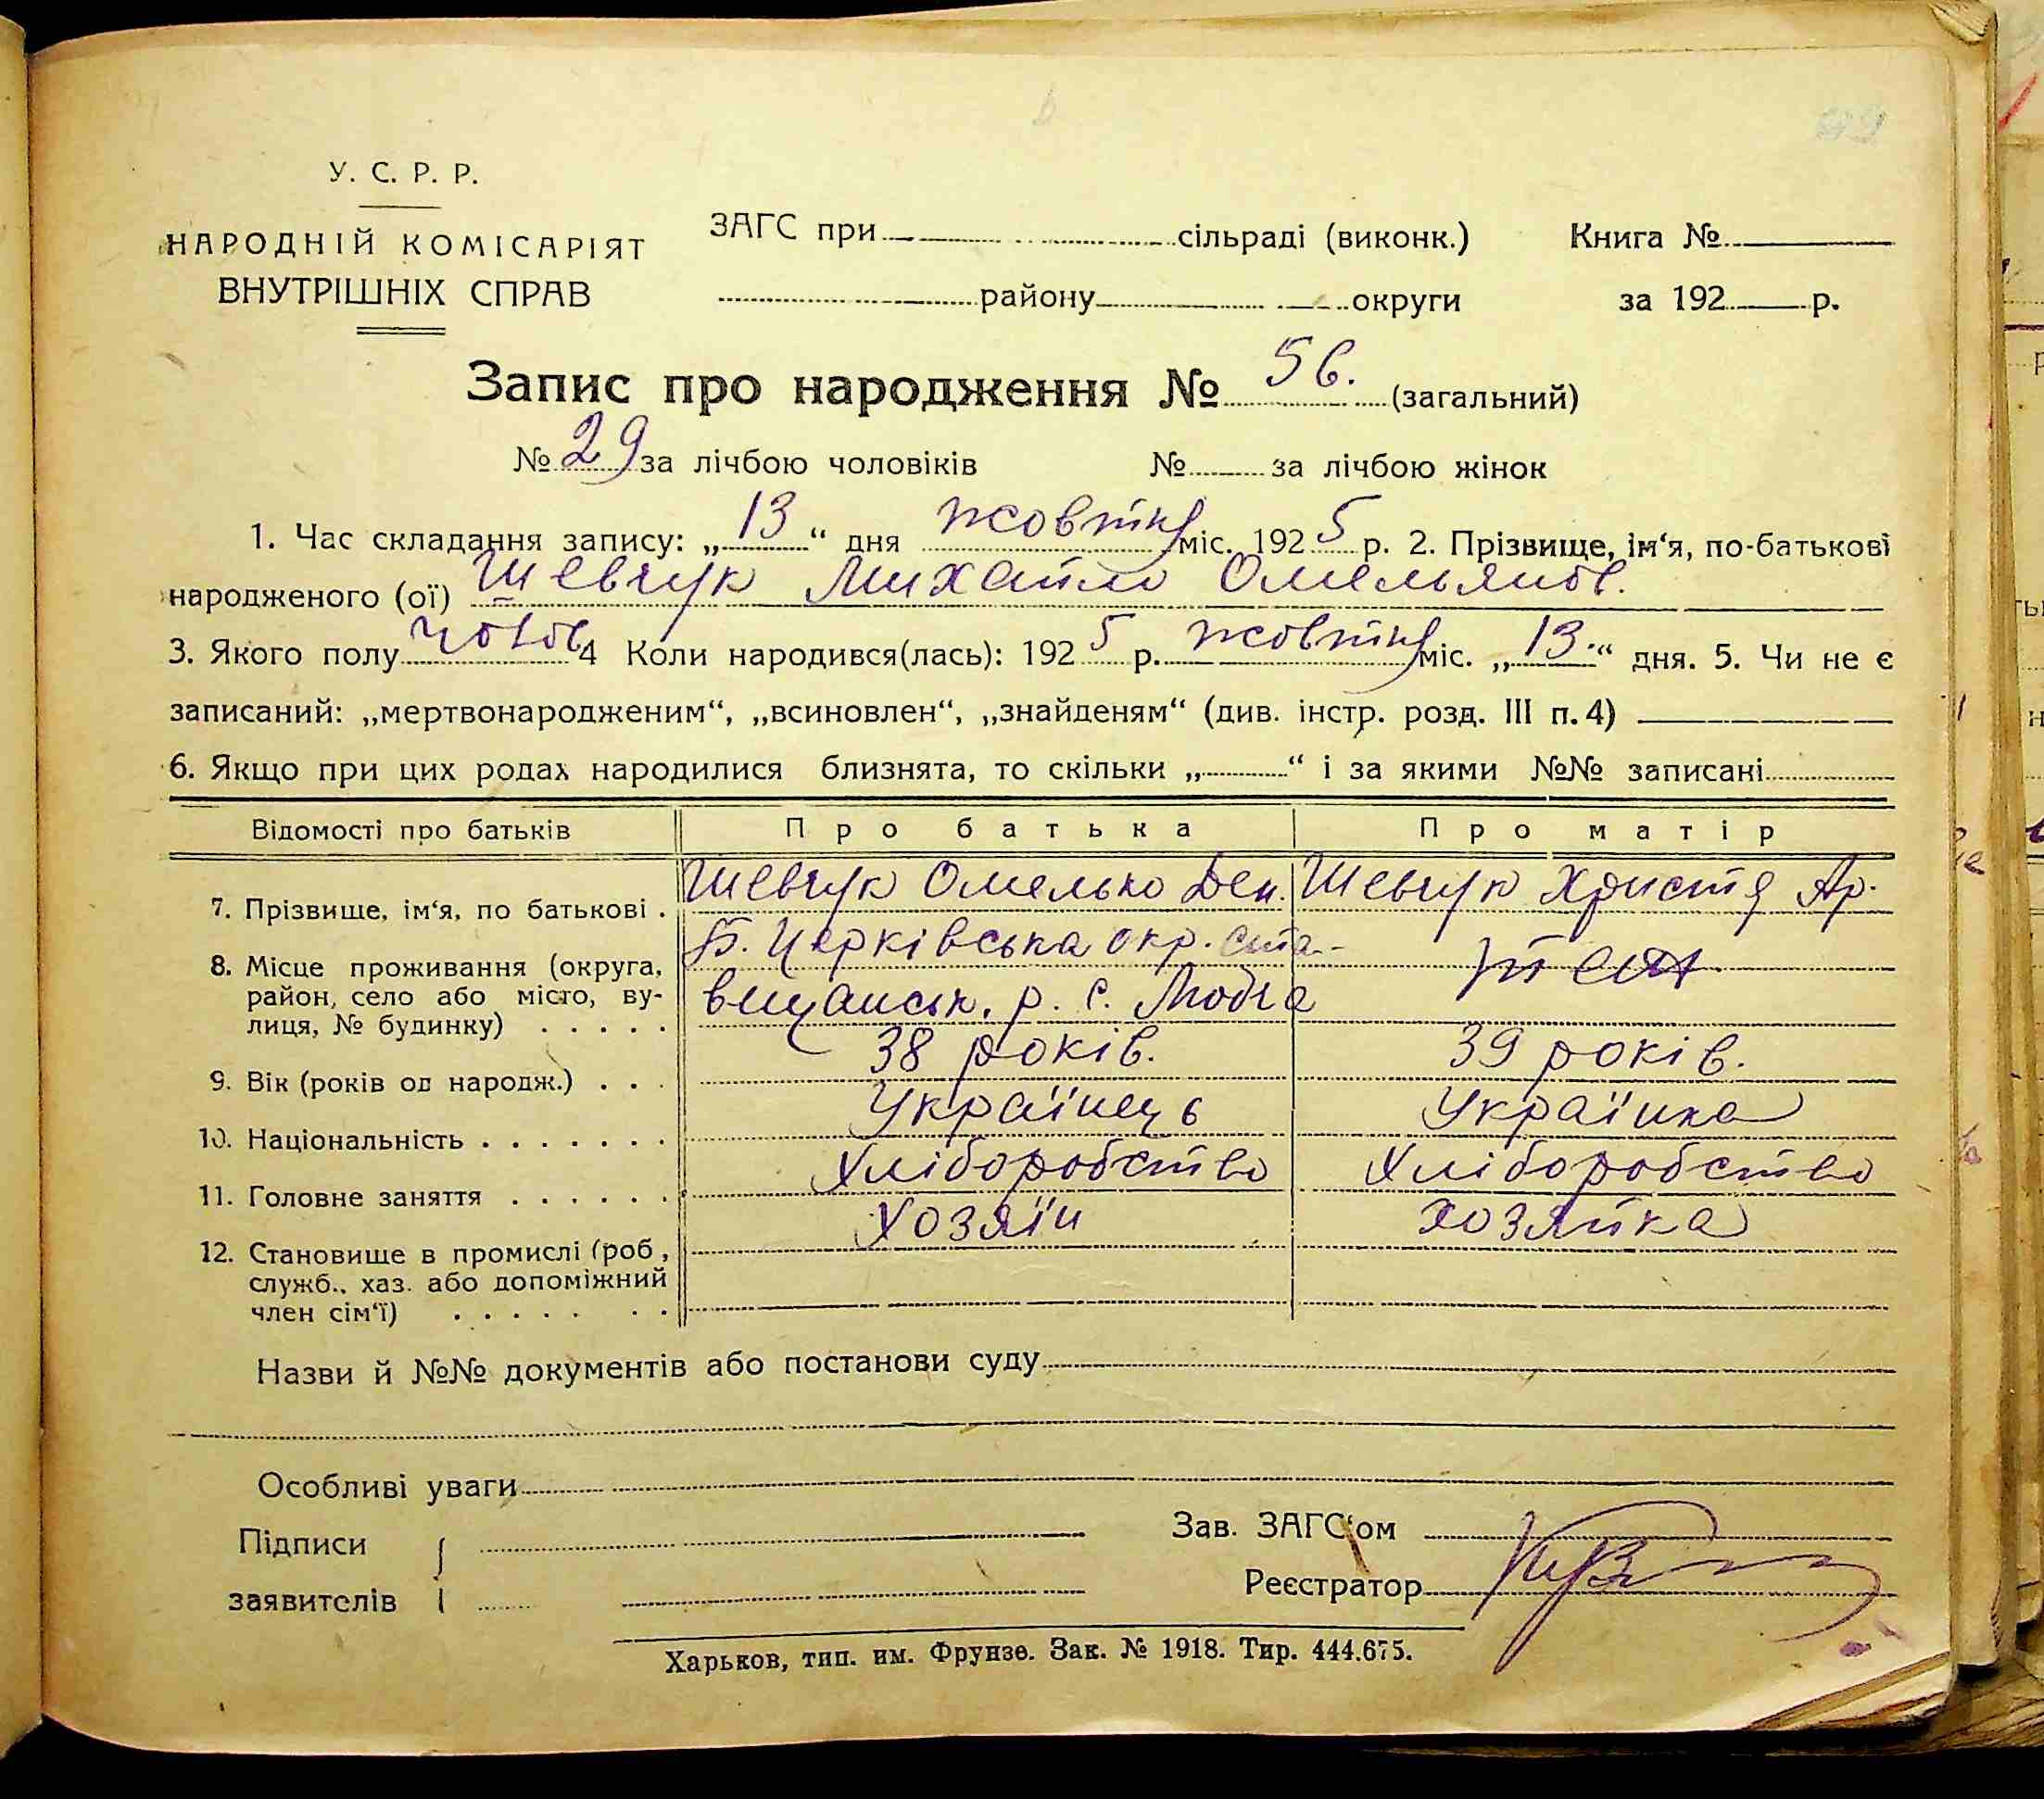 У. С. Р. Р.
НАРОДНІЙ КОМІСАРІЯТ
ВНУТРІШНІХ СПРАВ
ЗАГС при сільраді (виконк.)
району округи
Книга №
за 192 р.
Запис про народження № 56. (загальний)
№ 29 за лічбою чоловіків № за лічбою жінок
1. Час складання запису: „13“ дня жовтня міс. 1925 р. 2. Прізвище, ім‘я, по-батькові
народженого (ої) Шевчук Михайло Омельянов.
3. Якого полу чолов 4 Коли народився(лась): 1925 р. жовтня міс. „13.“ дня. 5. Чи не є
записаний: „мертвонародженим“, „всиновлен“, „знайденям“ (див. інстр. розд. III п. 4)
6. Якщо при цих родах народилися близнята, то скільки „ “ і за якими №№ записані
Відомості про батьків Про батька Про матір
7. Прізвище, ім‘я, по батькові . Шевчук Омелько Дем. Шевчук Христя Ар.
8. Місце проживання (округа, Б. Церківська окр. Ста-
район, село або місто, ву- вищанськ. р. с.
лиця, № будинку) . . . . .
9. Вік (років од народж.) . . . 38 років. 39 років.
10. Національність . . . . . . . Українець Українка
11. Головне заняття . . . . . . Хліборобство Хліборобство
12. Становище в промислі (роб, Хозяїн хозяйка
служб., хаз. або допоміжний
член сім‘ї) . . . . . . .
Назви й №№ документів або постанови суду
Особливі уваги
Підписи
заявителів
Зав. ЗАГС‘ом
Реєстратор
Харьков, тип. им. Фрунзе. Зак. № 1918. Тир. 444.675.